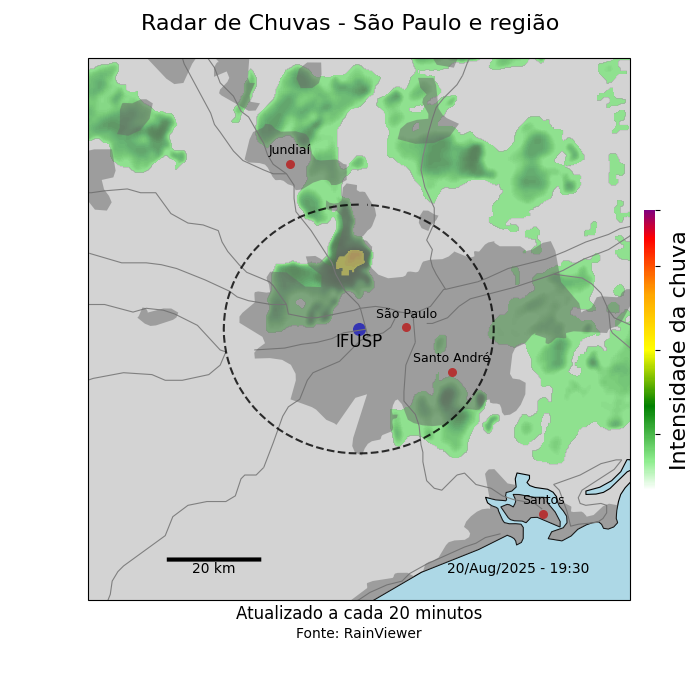 Radar de Chuvas - São Paulo e região
Jundiaí
São Paulo
IFUSP
Santo André
Santos
20 km
20/Aug/2025 - 19:30
Intensidade da chuva
Atualizado a cada 20 minutos
Fonte: RainViewer